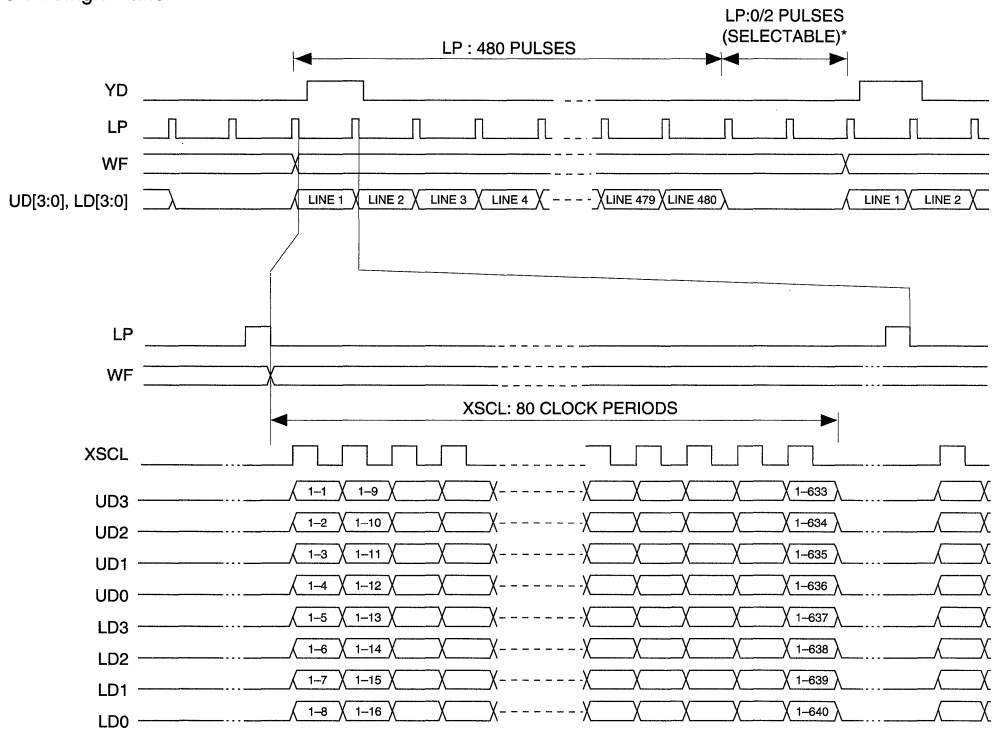 LP:0/2 PULSES
(SELECTABLE)*
LP : 480 PULSES
YD
LP
WF
UD[3:0], LD[3:0]
LINE 1 LINE 2 LINE 3 LINE 4 LINE 479 LINE 480 LINE 1 LINE 2
LP
WF
XSCL: 80 CLOCK PERIODS
XSCL
UD3 1–1 1–9 1–633
UD2 1–2 1–10 1–634
UD1 1–3 1–11 1–635
UD0 1–4 1–12 1–636
LD3 1–5 1–13 1–637
LD2 1–6 1–14 1–638
LD1 1–7 1–15 1–639
LD0 1–8 1–16 1–640